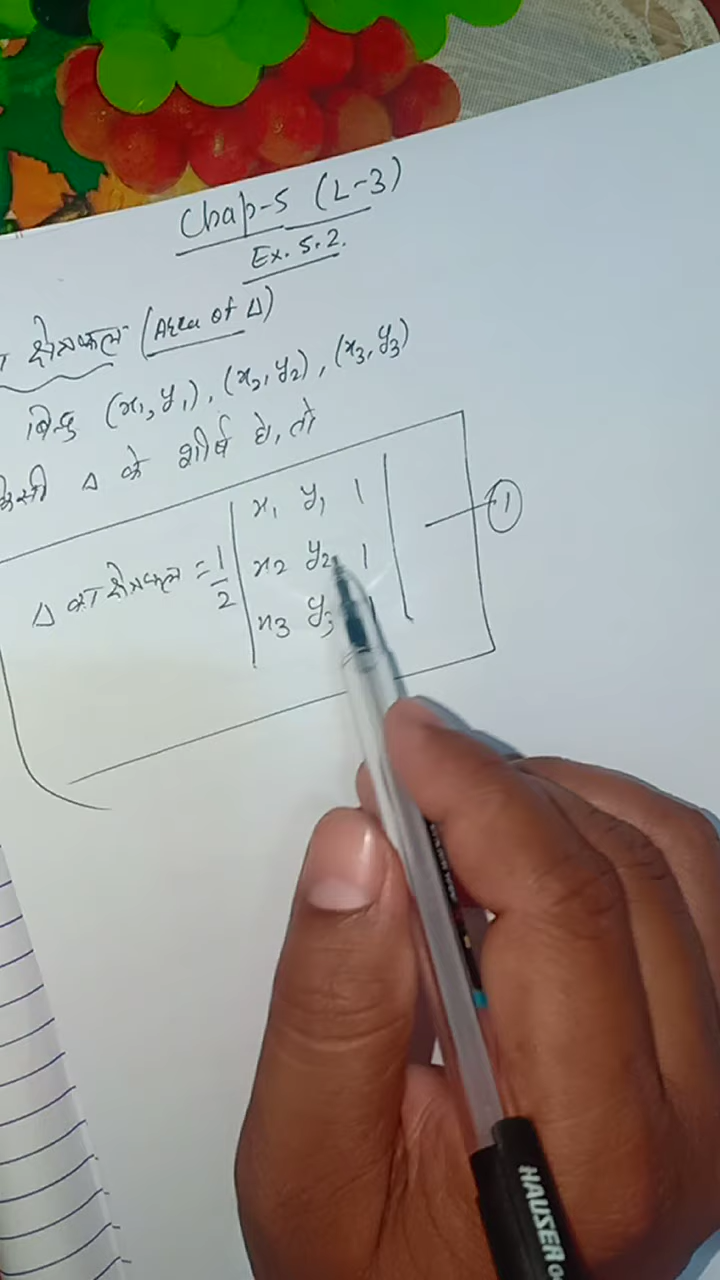 Chap-5 (L-3)
Ex. 5.2.
क्षेत्रफल (Area of Δ)
बिन्दु (x₁, y₁), (x₂, y₂), (x₃, y₃)
किसी Δ के शीर्ष हो, तो
Δ का क्षेत्रफल = 1/2 | x₁ y₁ 1 | 1
x₂ y₂ 1
x₃ y₃ 1
HAUSER